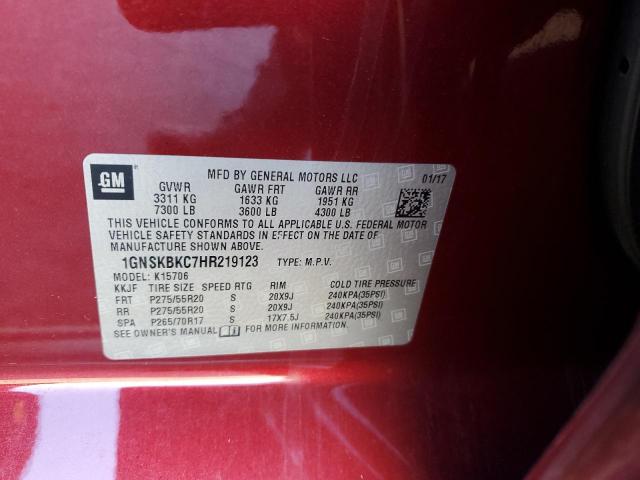 GM
MFD BY GENERAL MOTORS LLC 01/17
GVWR GAWR FRT GAWR RR
3311 KG 1633 KG 1951 KG
7300 LB 3600 LB 4300 LB
THIS VEHICLE CONFORMS TO ALL APPLICABLE U.S. FEDERAL MOTOR
VEHICLE SAFETY STANDARDS IN EFFECT ON THE DATE OF
MANUFACTURE SHOWN ABOVE.
1GNSKBKC7HR219123 TYPE: M.P.V.
MODEL: K15706
KKJF TIRE SIZE SPEED RTG RIM COLD TIRE PRESSURE
FRT P275/55R20 S 20X9J 240KPA(35PSI)
RR P275/55R20 S 20X9J 240KPA(35PSI)
SPA P265/70R17 S 17X7.5J 240KPA(35PSI)
SEE OWNER'S MANUAL FOR MORE INFORMATION.